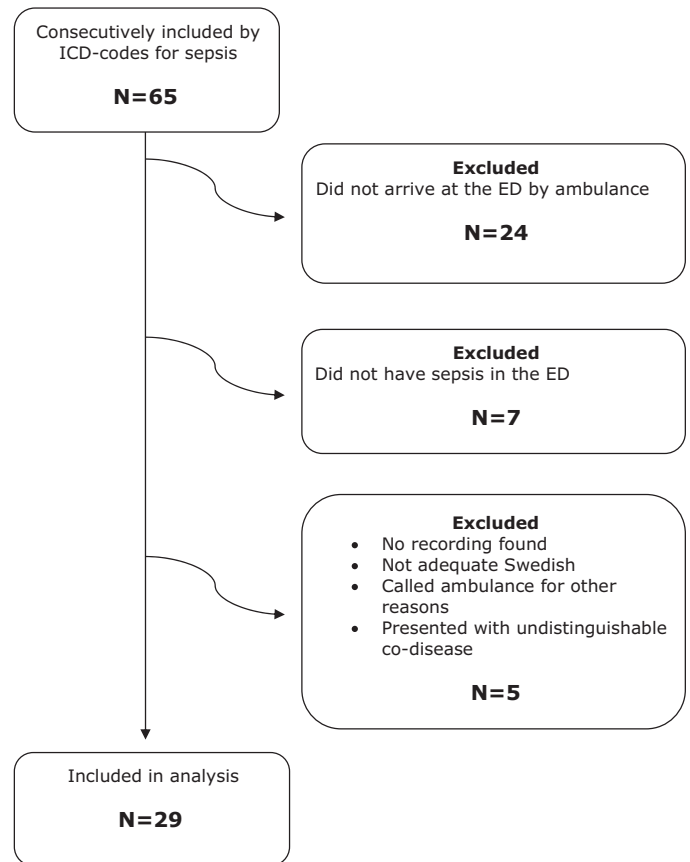 Consecutively included by
ICD-codes for sepsis
N=65
Excluded
Did not arrive at the ED by ambulance
N=24
Excluded
Did not have sepsis in the ED
N=7
Excluded
• No recording found
• Not adequate Swedish
• Called ambulance for other
reasons
• Presented with undistinguishable
co-disease
N=5
Included in analysis
N=29